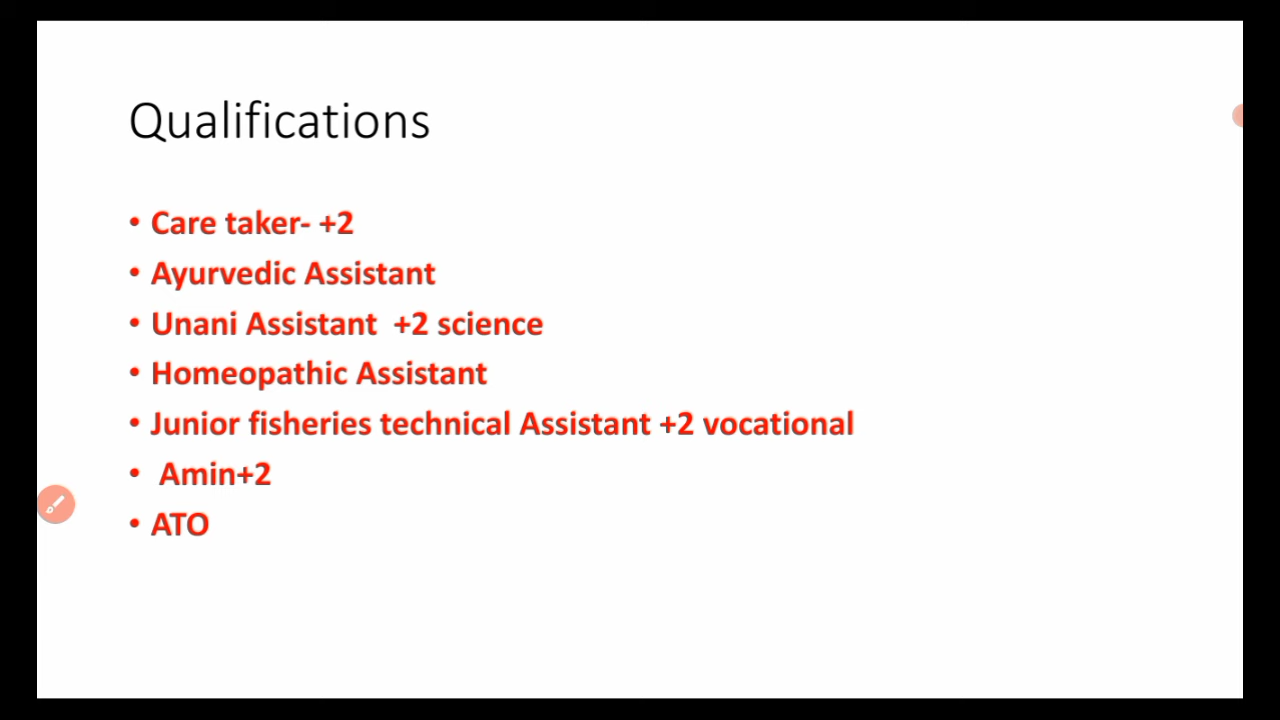 Qualifications
• Care taker- +2
• Ayurvedic Assistant
• Unani Assistant  +2 science
• Homeopathic Assistant
• Junior fisheries technical Assistant +2 vocational
• Amin+2
• ATO